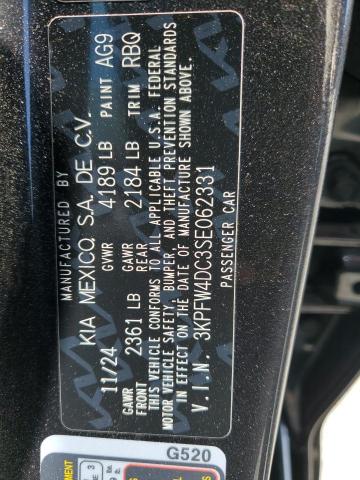 MANUFACTURED BY
KIA MEXICO, S.A. DE C.V.
11/24 GVWR 4189 LB PAINT AG9
GAWR FRONT 2361 LB GAWR REAR 2184 LB TRIM RBQ
THIS VEHICLE CONFORMS TO ALL APPLICABLE U.S.A. FEDERAL
MOTOR VEHICLE SAFETY, BUMPER AND THEFT PREVENTION STANDARDS
IN EFFECT ON THE DATE OF MANUFACTURE SHOWN ABOVE.
V.I.N. 3KPFW4DC3SE062331
PASSENGER CAR
G520